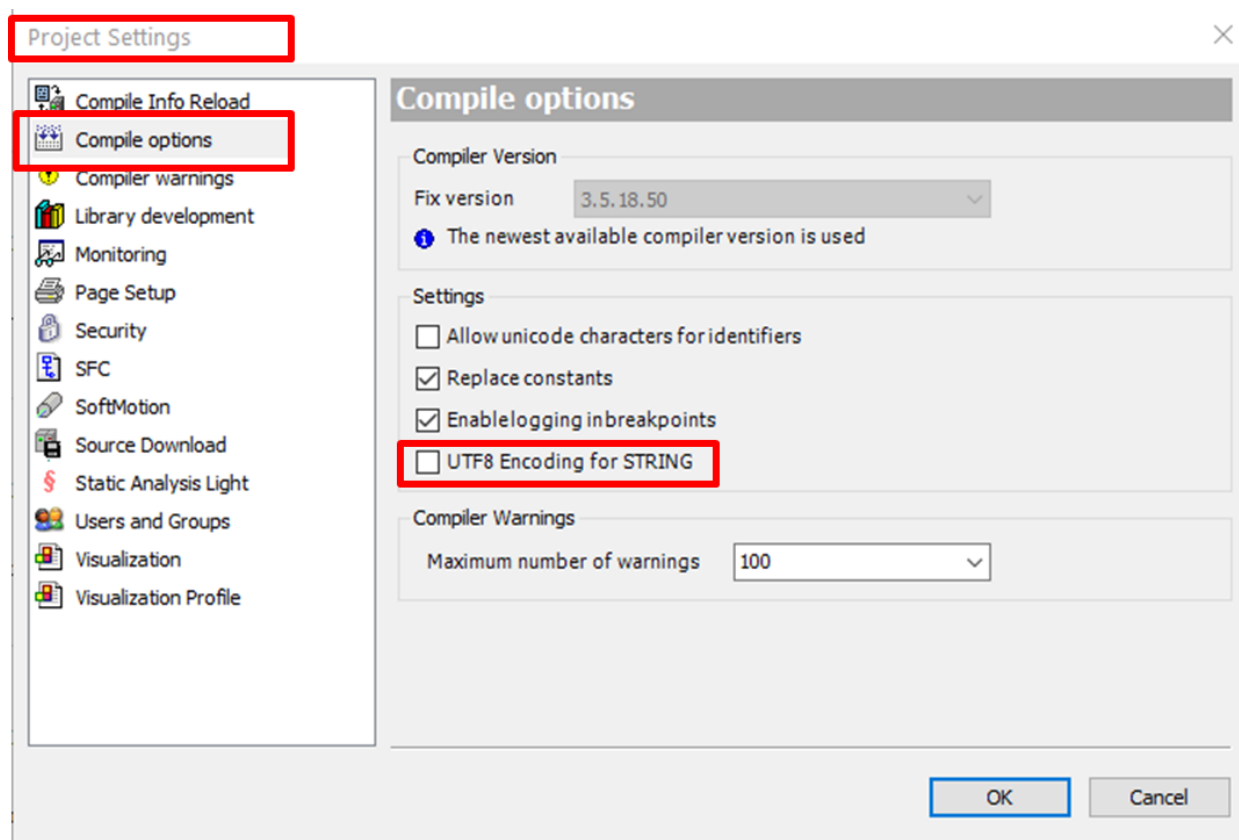 Project Settings
Compile Info Reload
Compile options
Compiler warnings
Library development
Monitoring
Page Setup
Security
SFC
SoftMotion
Source Download
Static Analysis Light
Users and Groups
Visualization
Visualization Profile
Compile options
Compiler Version
Fix version 3.5.18.50
The newest available compiler version is used
Settings
Allow unicode characters for identifiers
Replace constants
Enable logging in breakpoints
UTF8 Encoding for STRING
Compiler Warnings
Maximum number of warnings 100
OK Cancel